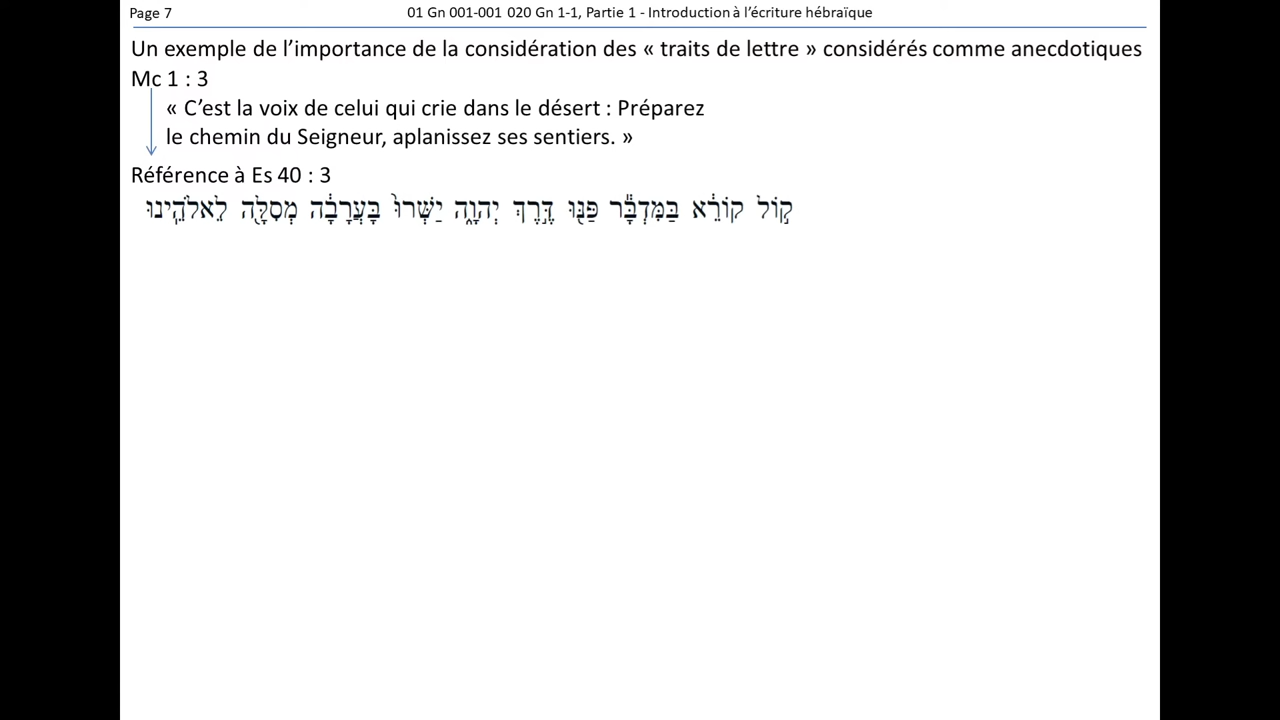 Page 7
01 Gn 001-001 020 Gn 1-1, Partie 1 - Introduction à l’écriture hébraïque
Un exemple de l’importance de la considération des « traits de lettre » considérés comme anecdotiques
Mc 1 : 3
« C’est la voix de celui qui crie dans le désert : Préparez
le chemin du Seigneur, aplanissez ses sentiers. »
Référence à Es 40 : 3
ק֣וֹל קוֹרֵ֔א בַּמִּדְבָּ֕ר פַּנּ֖וּ דֶּ֣רֶךְ יְהוָ֑ה יַשְּׁרוּ֙ בָּעֲרָבָ֔ה מְסִלָּ֖ה לֵאלֹהֵֽינוּ